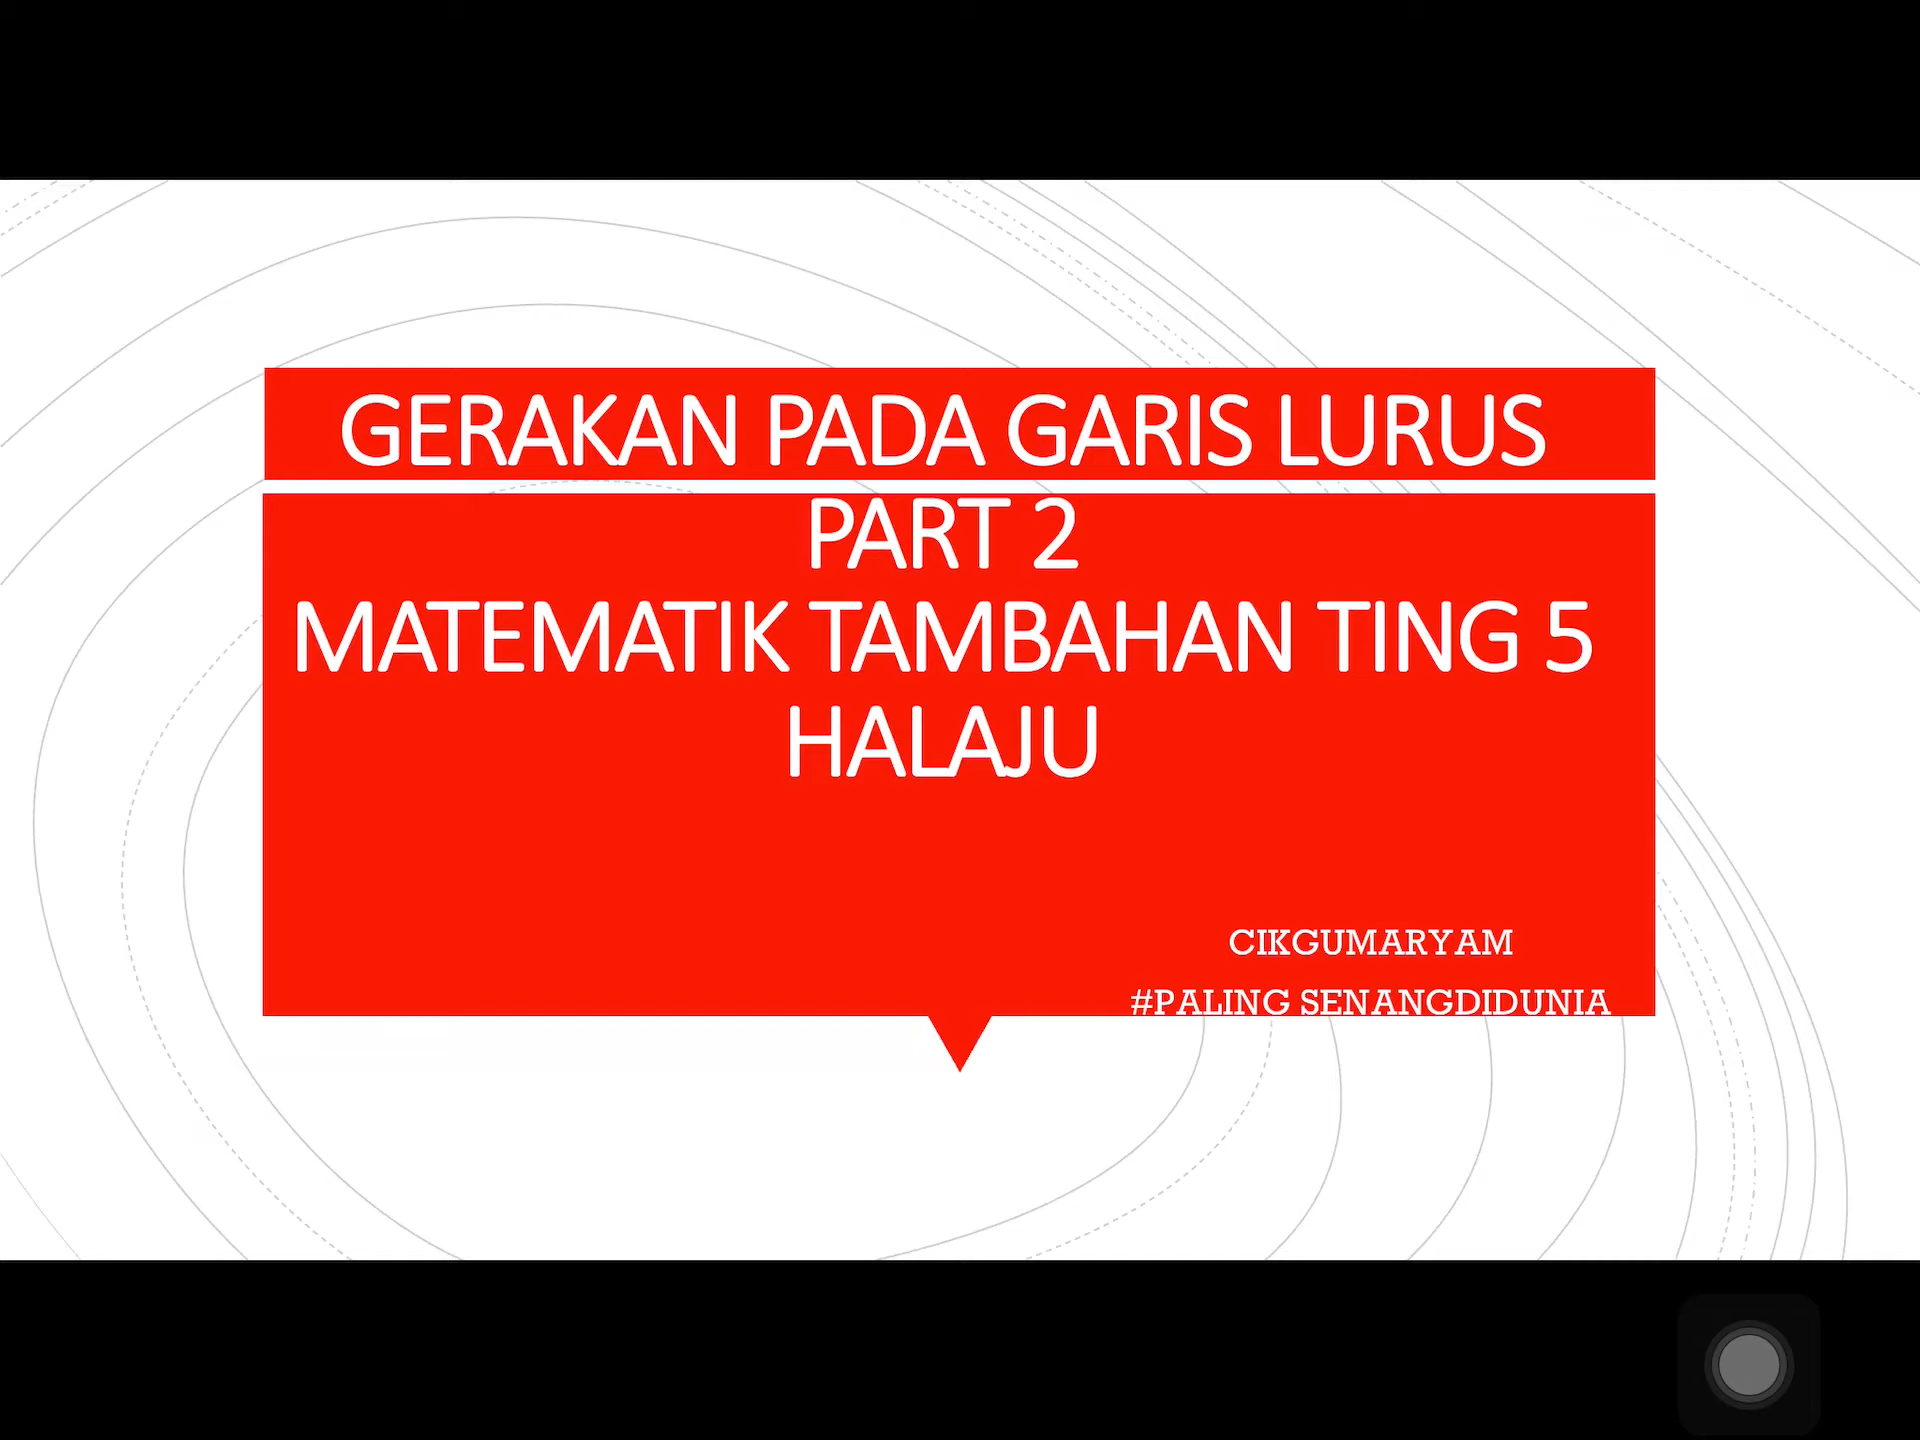 GERAKAN PADA GARIS LURUS
PART 2
MATEMATIK TAMBAHAN TING 5
HALAJU
CIKGUMARYAM
#PALING SENANGDIDUNIA